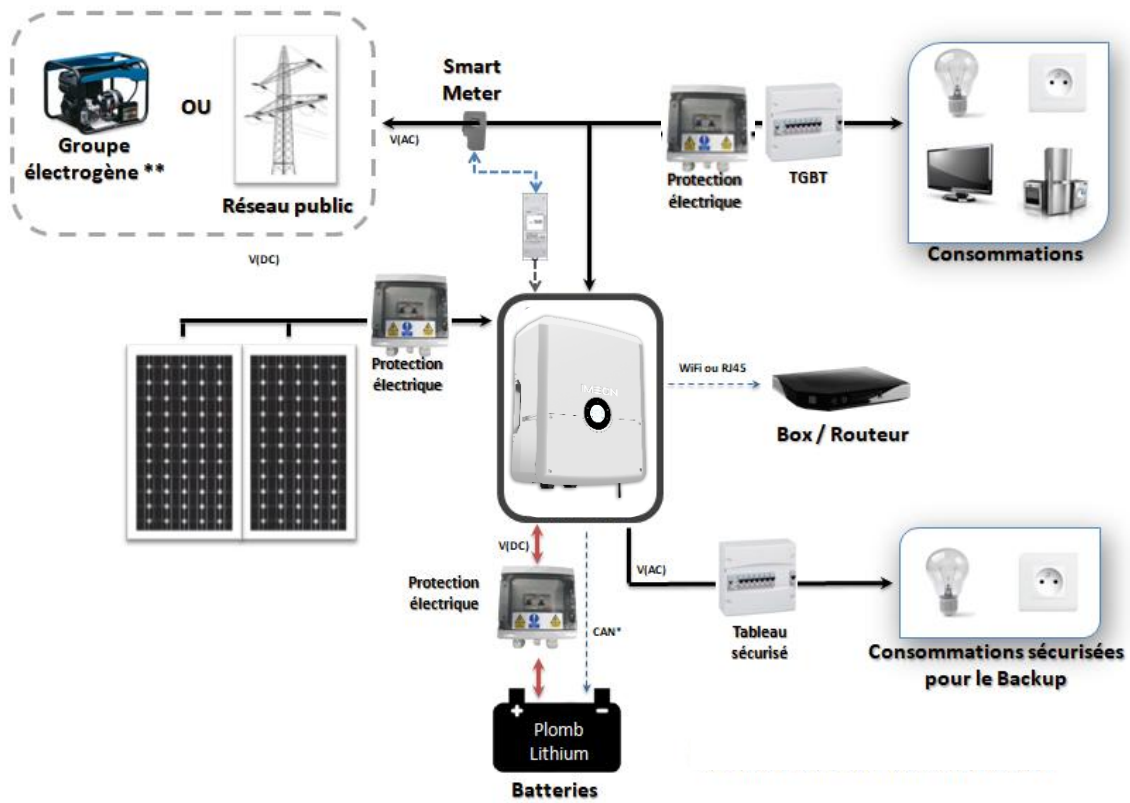 Groupe
électrogène **
OU
Réseau public
Smart
Meter
V(AC)
Protection
électrique
TGBT
Consommations
V(DC)
Protection
électrique
IMEON
WiFi ou RJ45
Box / Routeur
V(DC)
Protection
électrique
CAN*
V(AC)
Tableau
sécurisé
Consommations sécurisées
pour le Backup
+
−
Plomb
Lithium
Batteries